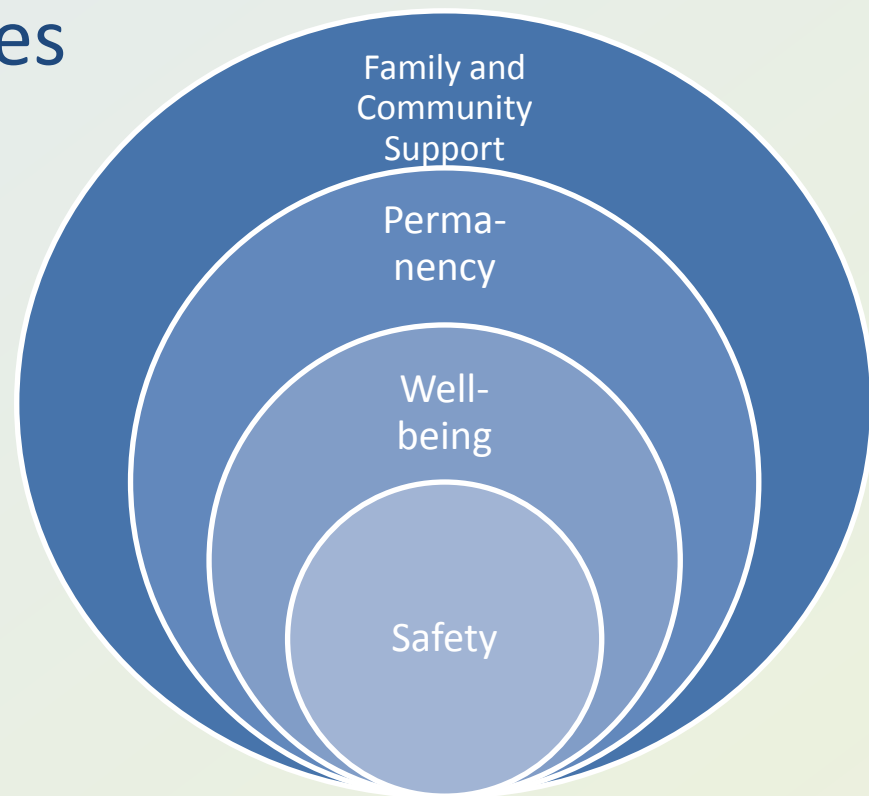 es
Family and
Community
Support
Perma-
nency
Well-
being
Safety